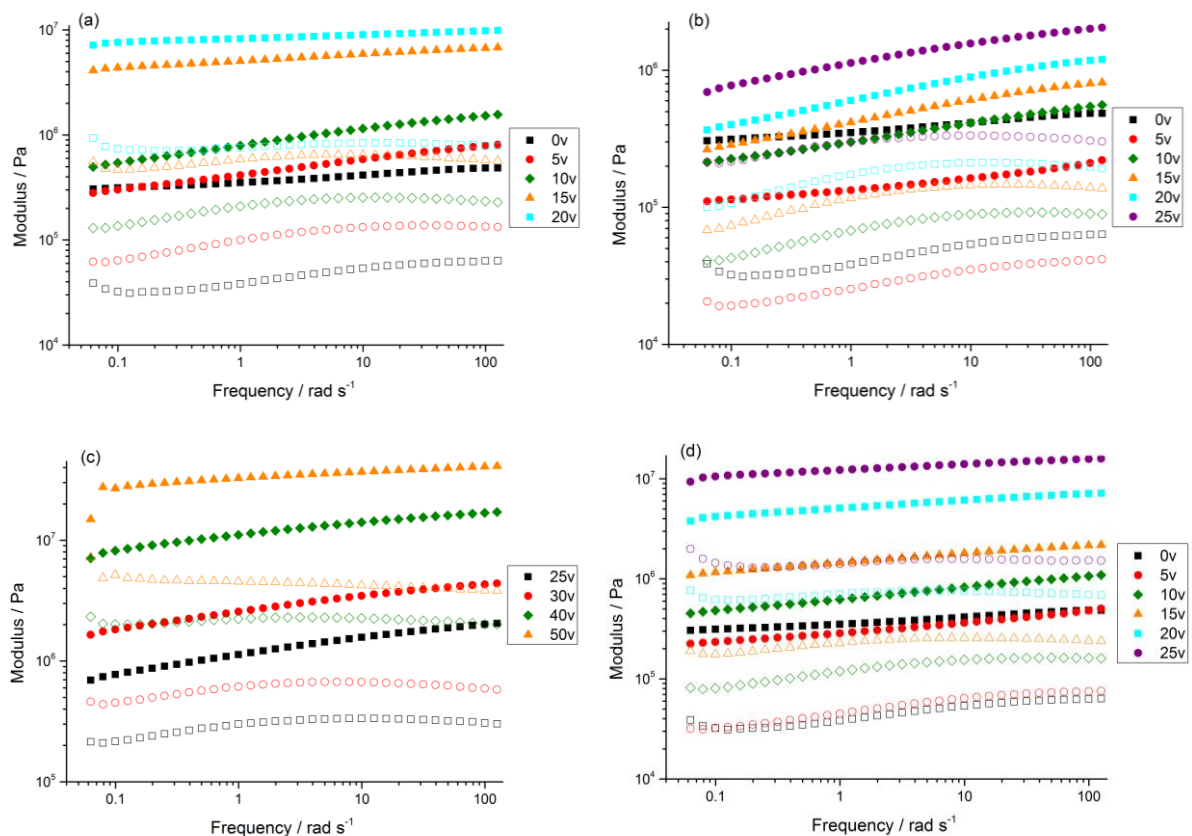 (a)
10⁷
10⁶
10⁵
10⁴
Modulus / Pa
0.1 1 10 100
Frequency / rad s⁻¹
0v
5v
10v
15v
20v
(b)
10⁶
10⁵
10⁴
Modulus / Pa
0.1 1 10 100
Frequency / rad s⁻¹
0v
5v
10v
15v
20v
25v
(c)
10⁷
10⁶
10⁵
Modulus / Pa
0.1 1 10 100
Frequency / rad s⁻¹
25v
30v
40v
50v
(d)
10⁷
10⁶
10⁵
10⁴
Modulus / Pa
0.1 1 10 100
Frequency / rad s⁻¹
0v
5v
10v
15v
20v
25v